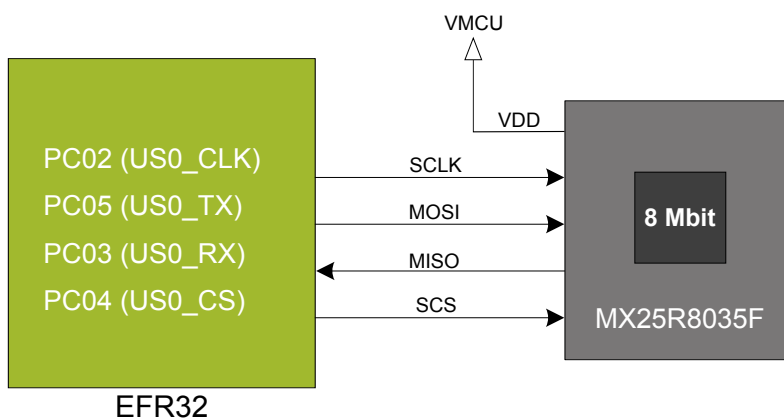 VMCU
VDD
PC02 (US0_CLK)
SCLK
PC05 (US0_TX)
MOSI
8 Mbit
PC03 (US0_RX)
MISO
PC04 (US0_CS)
SCS
MX25R8035F
EFR32